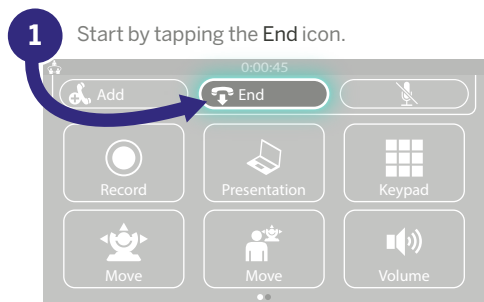 1 Start by tapping the End icon.
0:00:45
Add End
Record Presentation Keypad
Move Move Volume